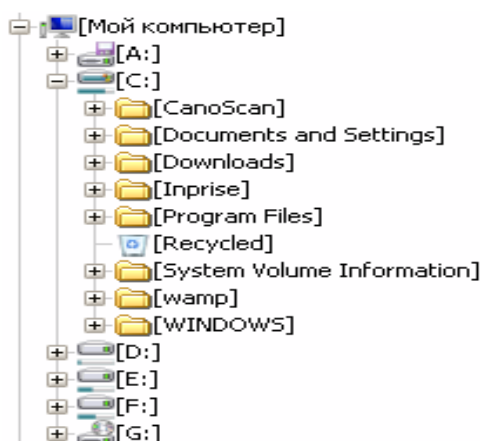 [Мой компьютер]
[A:]
[C:]
[CanoScan]
[Documents and Settings]
[Downloads]
[Inprise]
[Program Files]
[Recycled]
[System Volume Information]
[wamp]
[WINDOWS]
[D:]
[E:]
[F:]
[G:]